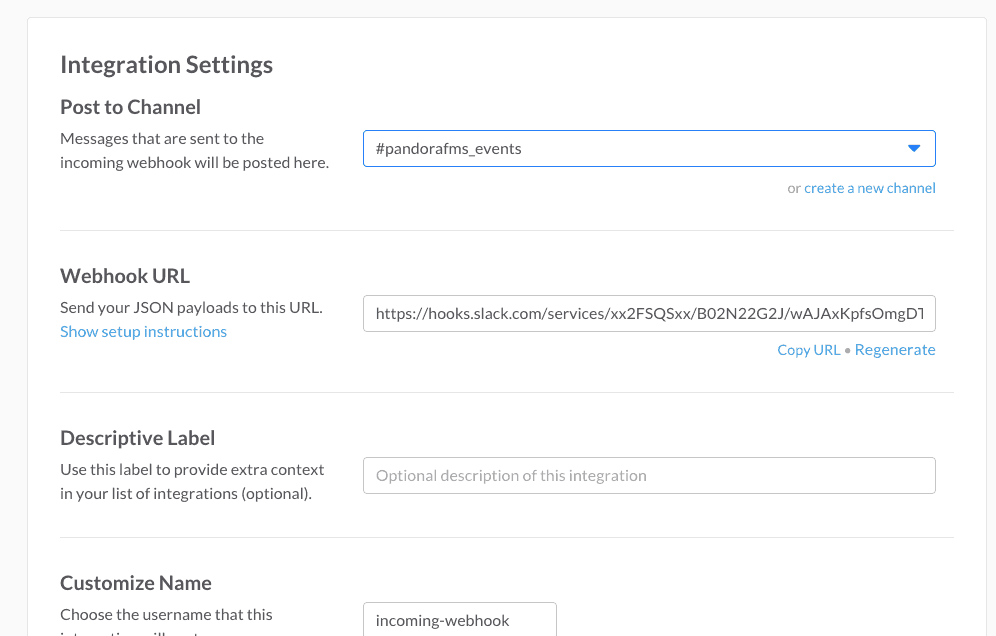 Integration Settings
Post to Channel
Messages that are sent to the
incoming webhook will be posted here.
#pandorafms_events
or create a new channel
Webhook URL
Send your JSON payloads to this URL.
Show setup instructions
https://hooks.slack.com/services/xx2FSQSxx/B02N22G2J/wAJAxKpfsOmgDT
Copy URL • Regenerate
Descriptive Label
Use this label to provide extra context
in your list of integrations (optional).
Optional description of this integration
Customize Name
Choose the username that this
incoming-webhook